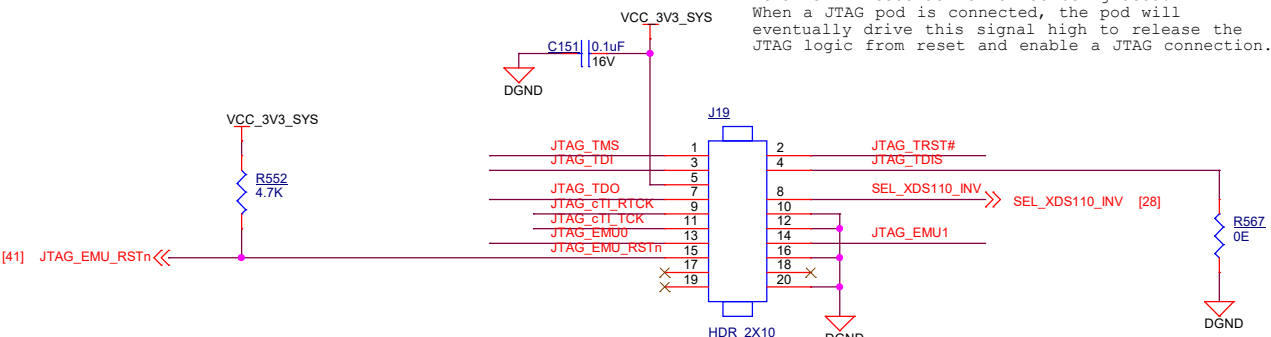 When a JTAG pod is connected, the pod will
eventually drive this signal high to release the
JTAG logic from reset and enable a JTAG connection.
VCC_3V3_SYS
C151
0.1uF
16V
DGND
VCC_3V3_SYS
R552
4.7K
J19
JTAG_TMS
1
2
JTAG_TRST#
JTAG_TDI
3
4
JTAG_TDIS
5
JTAG_TDO
7
8
SEL_XDS110_INV
SEL_XDS110_INV [28]
JTAG_cTI_RTCK
9
10
JTAG_cTI_TCK
11
12
JTAG_EMU0
13
14
JTAG_EMU1
JTAG_EMU_RSTn
15
16
17
18
19
20
[41] JTAG_EMU_RSTn
R567
0E
DGND
DGND
HDR_2X10